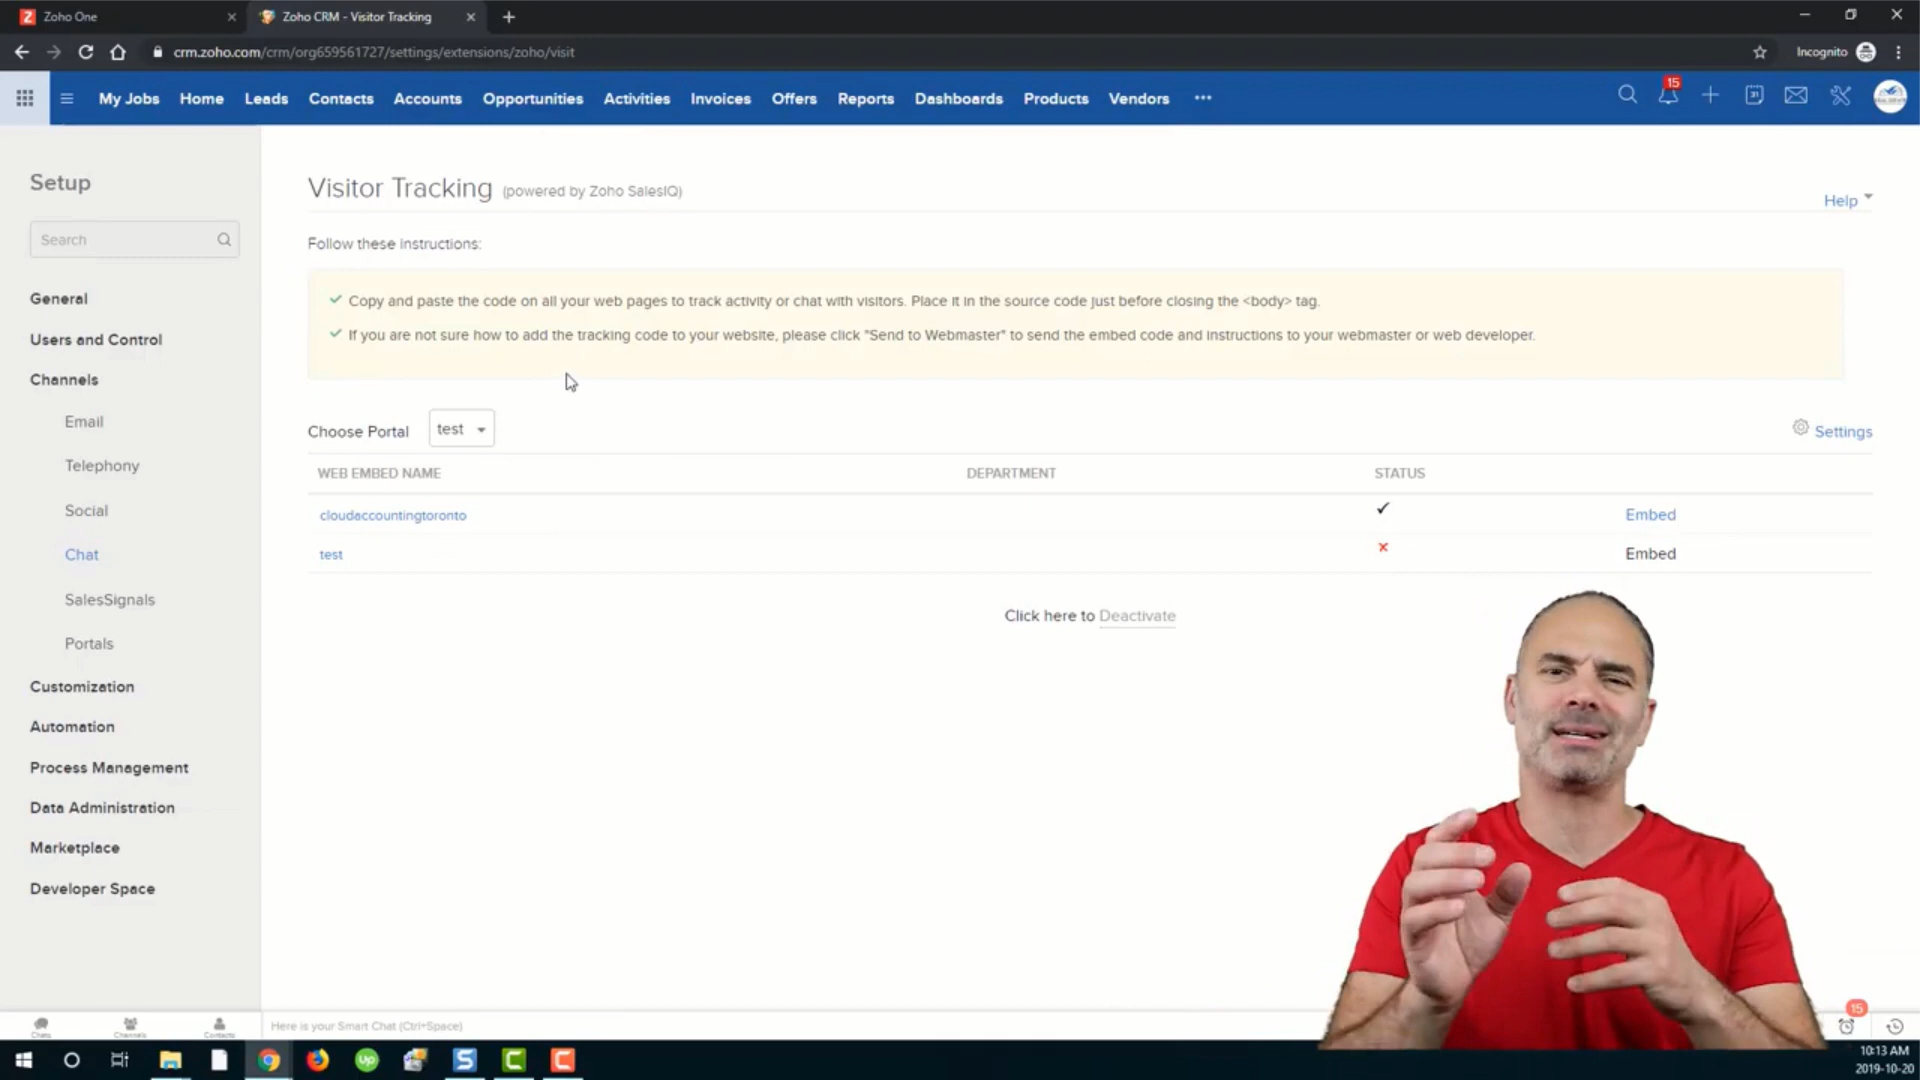 Zoho One
Zoho CRM - Visitor Tracking
crm.zoho.com/crm/org659561727/settings/extensions/zoho/visit
Incognito
My Jobs Home Leads Contacts Accounts Opportunities Activities Invoices Offers Reports Dashboards Products Vendors
15
31
Setup
Search
General
Users and Control
Channels
Email
Telephony
Social
Chat
SalesSignals
Portals
Customization
Automation
Process Management
Data Administration
Marketplace
Developer Space
Visitor Tracking (powered by Zoho SalesIQ)
Help
Follow these instructions:
Copy and paste the code on all your web pages to track activity or chat with visitors. Place it in the source code just before closing the <body> tag.
If you are not sure how to add the tracking code to your website, please click "Send to Webmaster" to send the embed code and instructions to your webmaster or web developer.
Choose Portal test
Settings
WEB EMBED NAME DEPARTMENT STATUS
cloudaccountingtoronto Embed
test Embed
Click here to Deactivate
Chats Channels Contacts
Here is your Smart Chat (Ctrl+Space)
15
Up
S
C
C
10:13 AM
2019-10-20